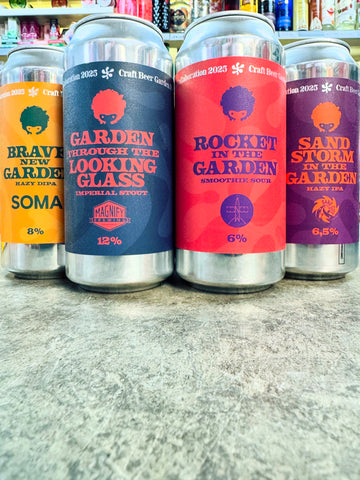 BRAVE
NEW
GARDEN
HAZY DIPA
SOMA
8%
Collaboration 2025 Craft Beer Garden
GARDEN
THROUGH THE
LOOKING
GLASS
IMPERIAL STOUT
MAGNIFY
BREWING
12%
2025 Craft Beer
ROCKET
IN THE
GARDEN
SMOOTHIE SOUR
6%
2025 Craft Beer
SAND
STORM
IN THE
GARDEN
HAZY IPA
6,5%